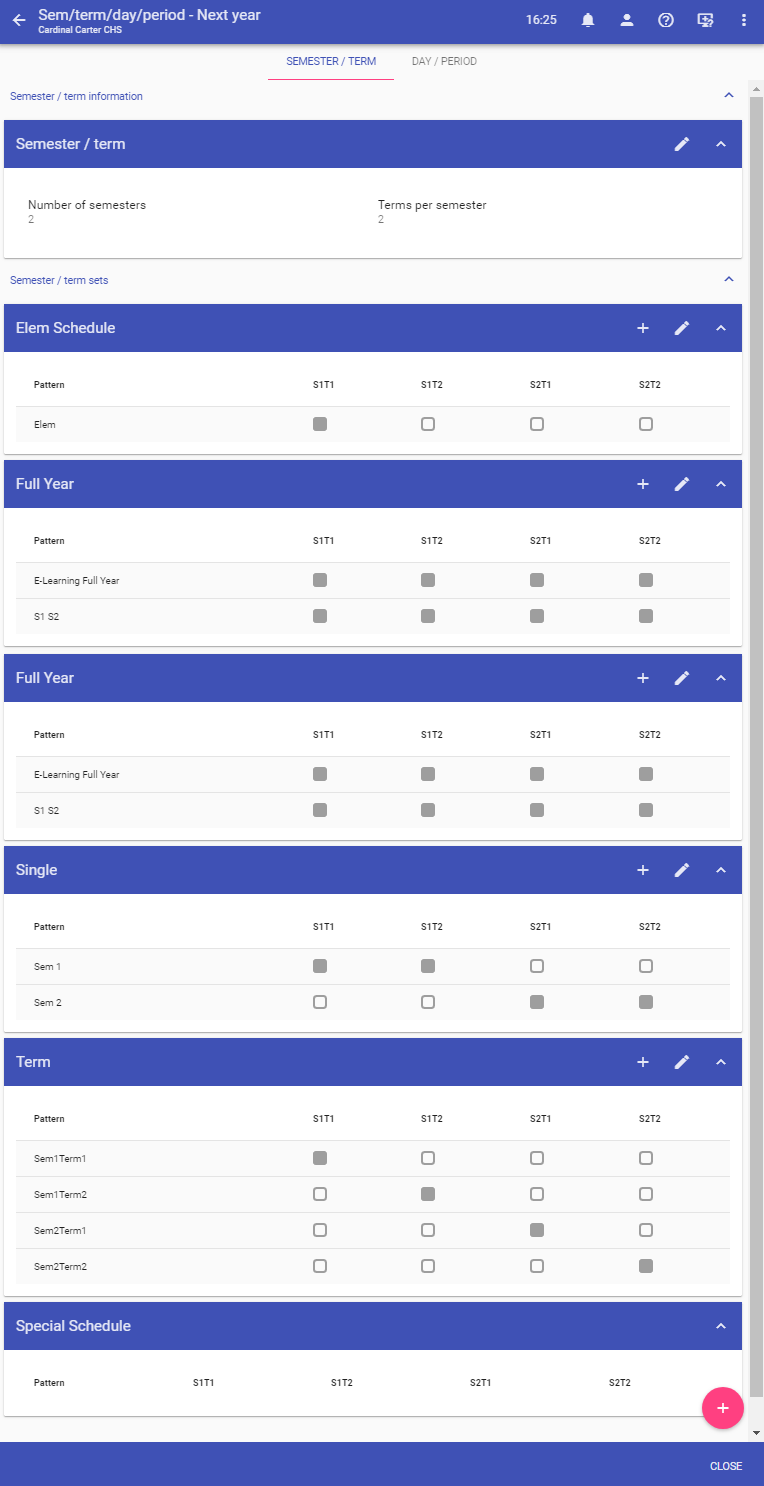 Sem/term/day/period - Next year
Cardinal Carter CHS
16:25
SEMESTER / TERM DAY / PERIOD
Semester / term information
Semester / term
Number of semesters Terms per semester
2 2
Semester / term sets
Elem Schedule
Pattern S1T1 S1T2 S2T1 S2T2
Elem
Full Year
Pattern S1T1 S1T2 S2T1 S2T2
E-Learning Full Year
S1 S2
Full Year
Pattern S1T1 S1T2 S2T1 S2T2
E-Learning Full Year
S1 S2
Single
Pattern S1T1 S1T2 S2T1 S2T2
Sem 1
Sem 2
Term
Pattern S1T1 S1T2 S2T1 S2T2
Sem1Term1
Sem1Term2
Sem2Term1
Sem2Term2
Special Schedule
Pattern S1T1 S1T2 S2T1 S2T2
CLOSE